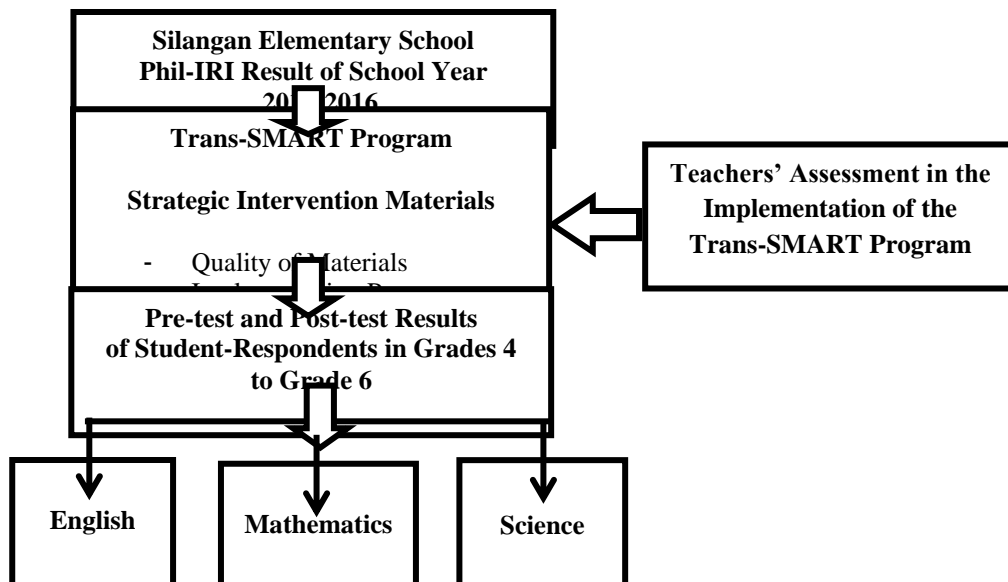 Silangan Elementary School
Phil-IRI Result of School Year
2016
Trans-SMART Program
Strategic Intervention Materials
- Quality of Materials
Pre-test and Post-test Results
of Student-Respondents in Grades 4
to Grade 6
Teachers’ Assessment in the
Implementation of the
Trans-SMART Program
English
Mathematics
Science